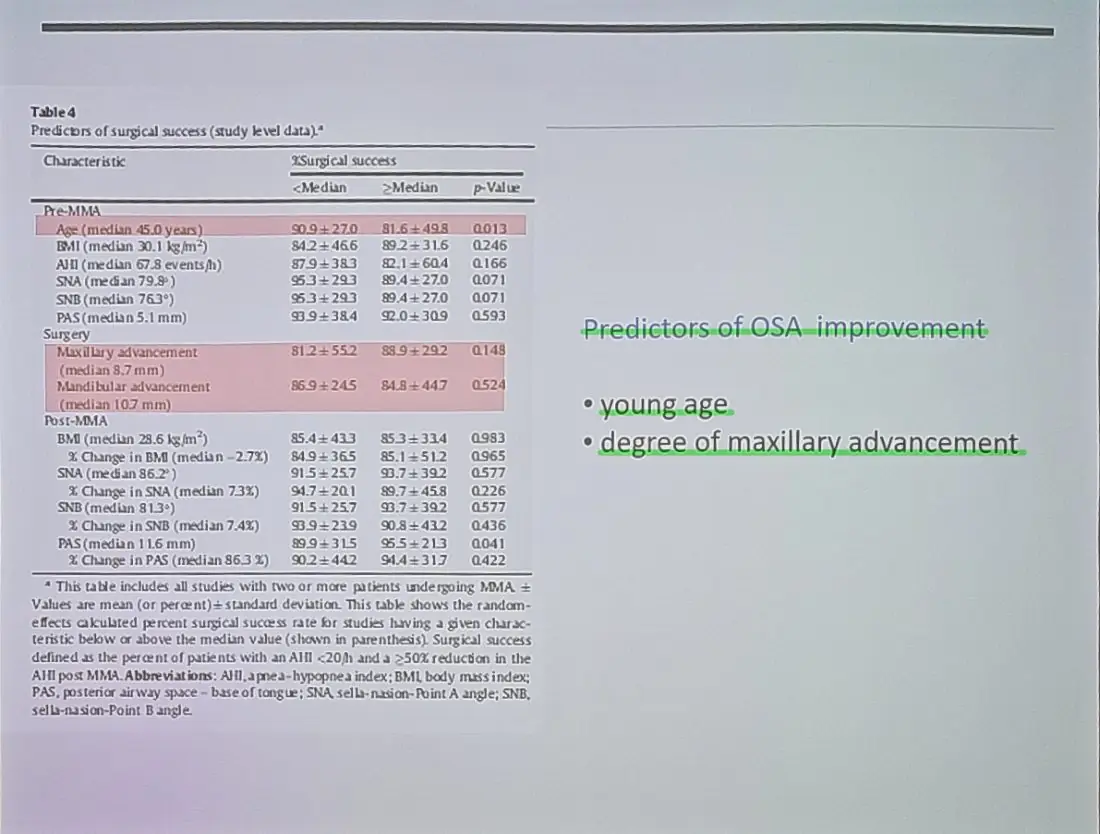 Table 4
Predictors of surgical success (study level data).ª
Characteristic %Surgical success
<Median ≥Median p-Value
Pre-MMA
Age (median 45.0 years) 90.9 ± 27.0 81.6 ± 49.8 0.013
BMI (median 30.1 kg/m²) 84.2 ± 46.6 89.2 ± 31.6 0.246
AHI (median 67.8 events/h) 87.9 ± 38.3 82.1 ± 60.4 0.166
SNA (median 79.8°) 95.3 ± 29.3 89.4 ± 27.0 0.071
SNB (median 76.3°) 95.3 ± 29.3 89.4 ± 27.0 0.071
PAS (median 5.1 mm) 93.9 ± 38.4 92.0 ± 30.9 0.593
Surgery
Maxillary advancement 81.2 ± 55.2 88.9 ± 29.2 0.148
(median 8.7 mm)
Mandibular advancement 86.9 ± 24.5 84.8 ± 44.7 0.524
(median 10.7 mm)
Post-MMA
BMI (median 28.6 kg/m²) 85.4 ± 43.3 85.3 ± 33.4 0.983
% Change in BMI (median −2.7%) 84.9 ± 36.5 85.1 ± 51.2 0.965
SNA (median 86.2°) 91.5 ± 25.7 93.7 ± 39.2 0.577
% Change in SNA (median 7.3%) 94.7 ± 20.1 89.7 ± 45.8 0.226
SNB (median 81.3°) 91.5 ± 25.7 93.7 ± 39.2 0.577
% Change in SNB (median 7.4%) 93.9 ± 23.9 90.8 ± 43.2 0.436
PAS (median 11.6 mm) 89.9 ± 31.5 95.5 ± 21.3 0.041
% Change in PAS (median 86.3 %) 90.2 ± 44.2 94.4 ± 31.7 0.422
ª This table includes all studies with two or more patients undergoing MMA. ±
Values are mean (or percent) ± standard deviation. This table shows the random-
effects calculated percent surgical success rate for studies having a given charac-
teristic below or above the median value (shown in parenthesis). Surgical success
defined as the percent of patients with an AHI <20/h and a ≥50% reduction in the
AHI post MMA. Abbreviations: AHI, apnea-hypopnea index; BMI, body mass index;
PAS, posterior airway space – base of tongue; SNA, sella-nasion-Point A angle; SNB,
sella-nasion-Point B angle.
Predictors of OSA improvement
• young age
• degree of maxillary advancement